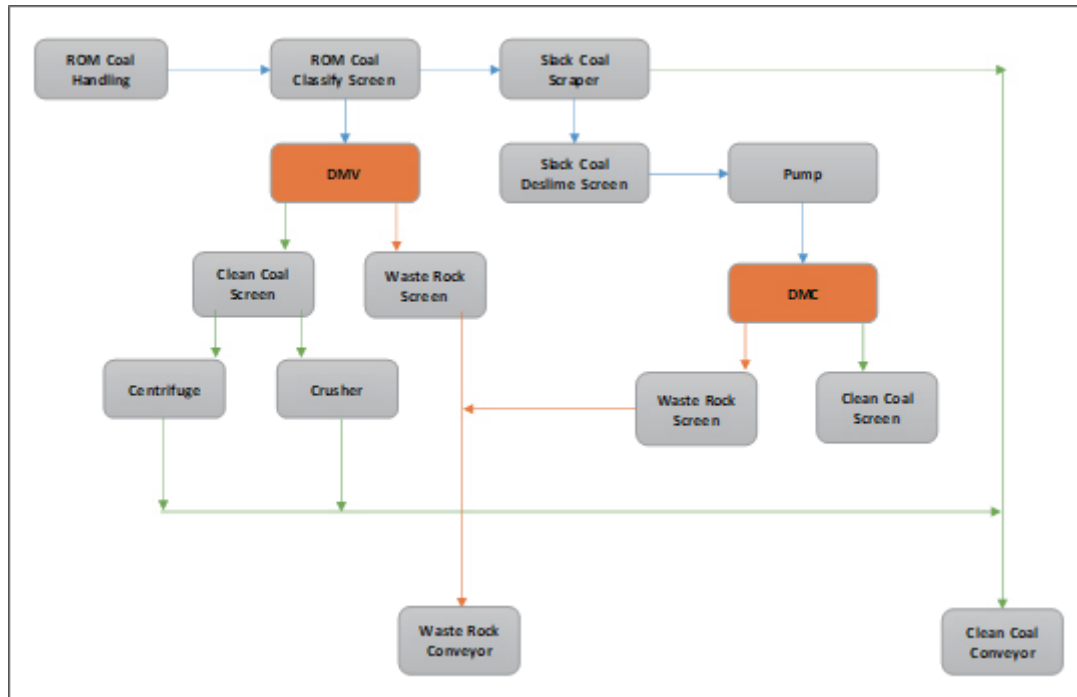 ROM Coal
Handling
ROM Coal
Classify Screen
Slack Coal
Scraper
DMV
Slack Coal
Deslime Screen
Pump
Clean Coal
Screen
Waste Rock
Screen
DMC
Centrifuge
Crusher
Waste Rock
Screen
Clean Coal
Screen
Waste Rock
Conveyor
Clean Coal
Conveyor